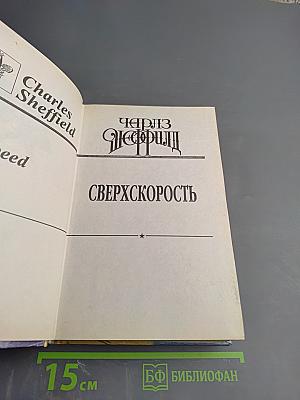 Charles
Sheffield
eed
ЧАРЛЗ
ШЕФФИЛД
СВЕРХСКОРОСТЬ
15 см
БФ БИБЛИОФАН